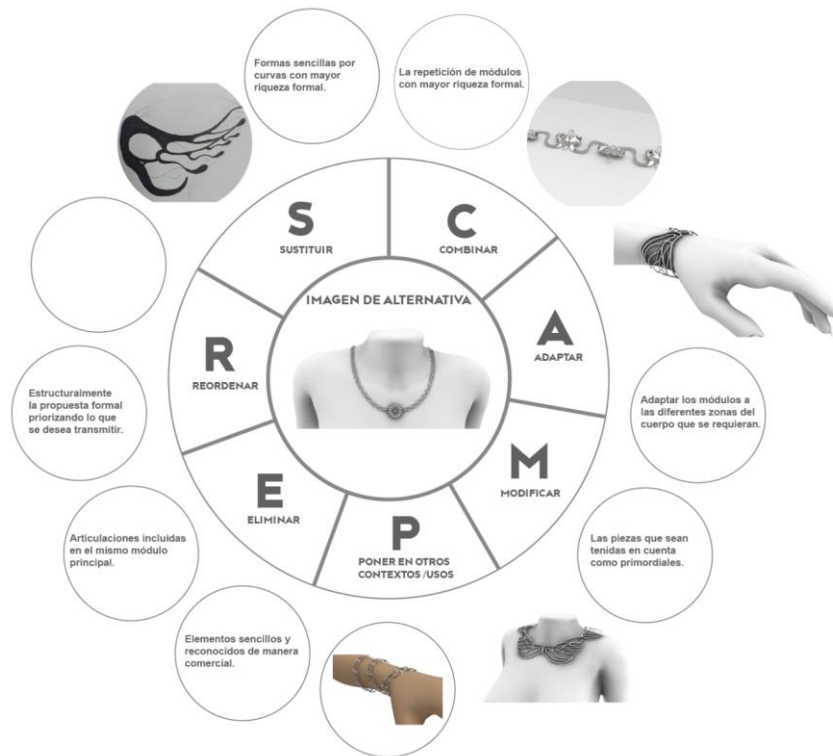 Formas sencillas por
curvas con mayor
riqueza formal.
La repetición de módulos
con mayor riqueza formal.
S
SUSTITUIR
C
COMBINAR
IMAGEN DE ALTERNATIVA
R
REORDENAR
A
ADAPTAR
Estructuralmente
la propuesta formal
priorizando lo que
se desea transmitir.
Adaptar los módulos a
las diferentes zonas del
cuerpo que se requieran.
E
ELIMINAR
M
MODIFICAR
P
PONER EN OTROS
CONTEXTOS /USOS
Articulaciones incluídas
en el mismo módulo
principal.
Las piezas que sean
tenidas en cuenta
como primordiales.
Elementos sencillos y
reconocidos de manera
comercial.